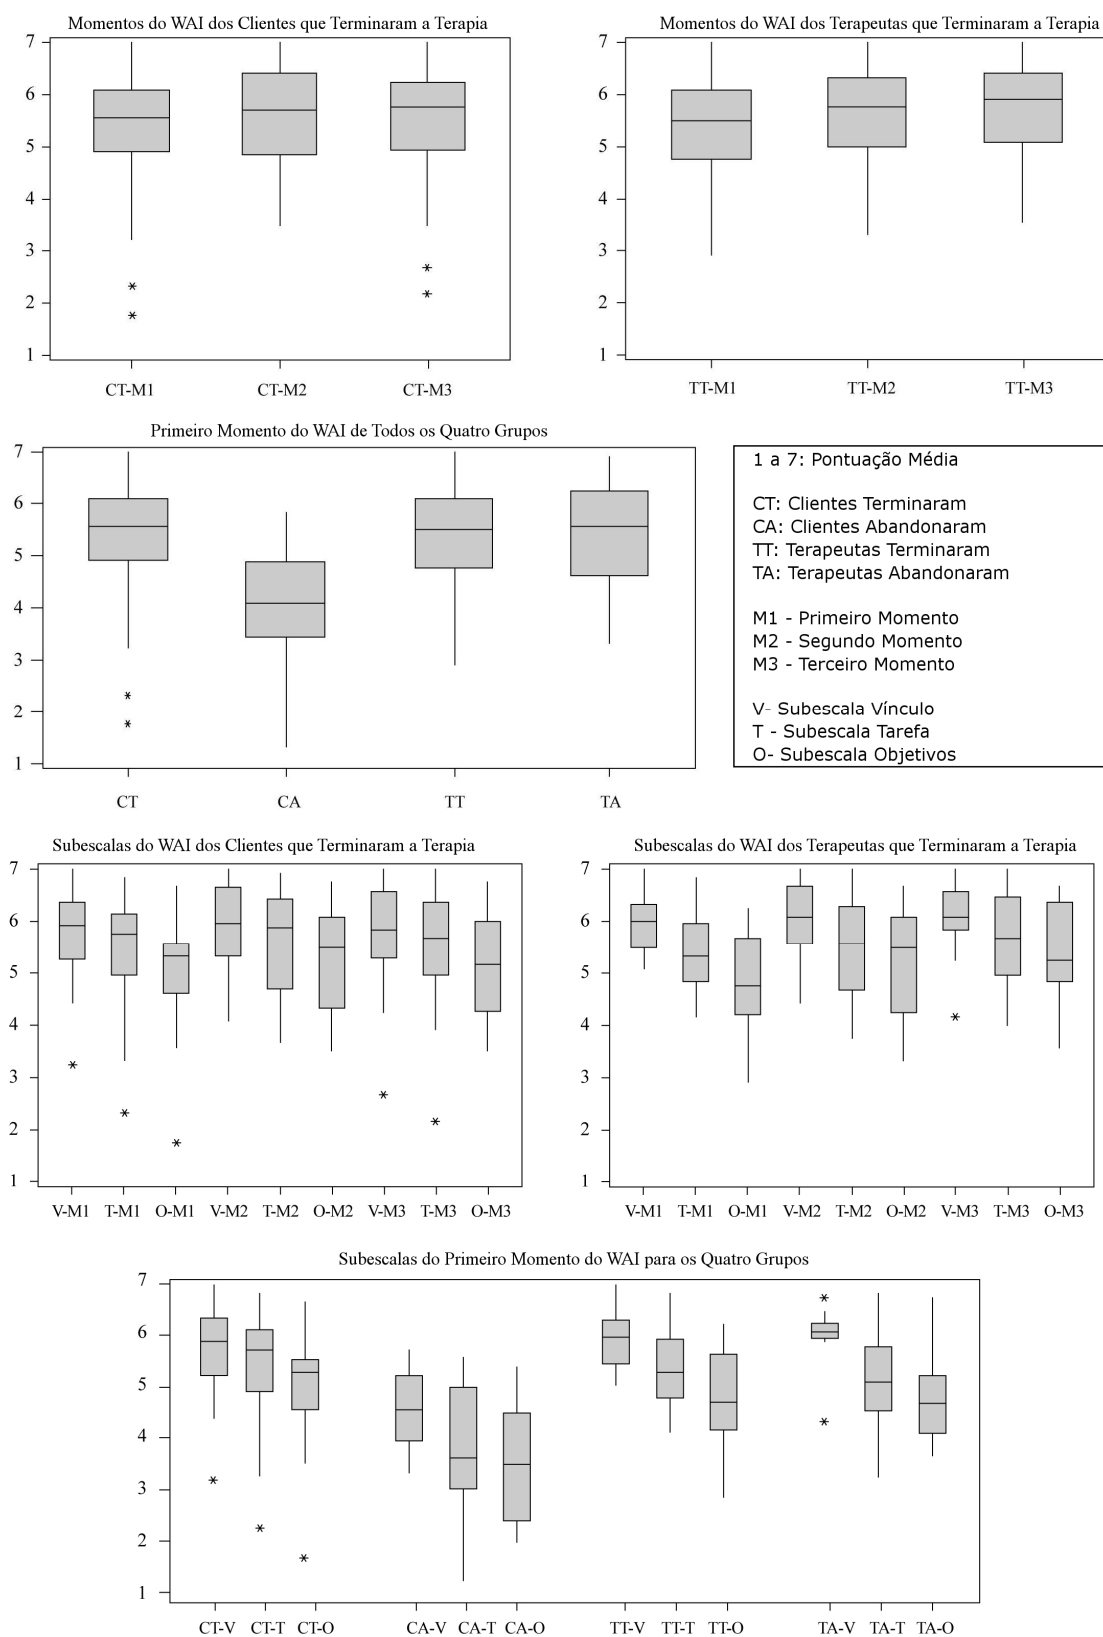 Momentos do WAI dos Clientes que Terminaram a Terapia
7
6
5
4
3
2
1
CT-M1 CT-M2 CT-M3
Momentos do WAI dos Terapeutas que Terminaram a Terapia
7
6
5
4
3
2
1
TT-M1 TT-M2 TT-M3
Primeiro Momento do WAI de Todos os Quatro Grupos
7
6
5
4
3
2
1
CT CA TT TA
1 a 7: Pontuação Média
CT: Clientes Terminaram
CA: Clientes Abandonaram
TT: Terapeutas Terminaram
TA: Terapeutas Abandonaram
M1 - Primeiro Momento
M2 - Segundo Momento
M3 - Terceiro Momento
V- Subescala Vínculo
T - Subescala Tarefa
O- Subescala Objetivos
Subescalas do WAI dos Clientes que Terminaram a Terapia
7
6
5
4
3
2
1
V-M1 T-M1 O-M1 V-M2 T-M2 O-M2 V-M3 T-M3 O-M3
Subescalas do WAI dos Terapeutas que Terminaram a Terapia
7
6
5
4
3
2
1
V-M1 T-M1 O-M1 V-M2 T-M2 O-M2 V-M3 T-M3 O-M3
Subescalas do Primeiro Momento do WAI para os Quatro Grupos
7
6
5
4
3
2
1
CT-V CT-T CT-O CA-V CA-T CA-O TT-V TT-T TT-O TA-V TA-T TA-O